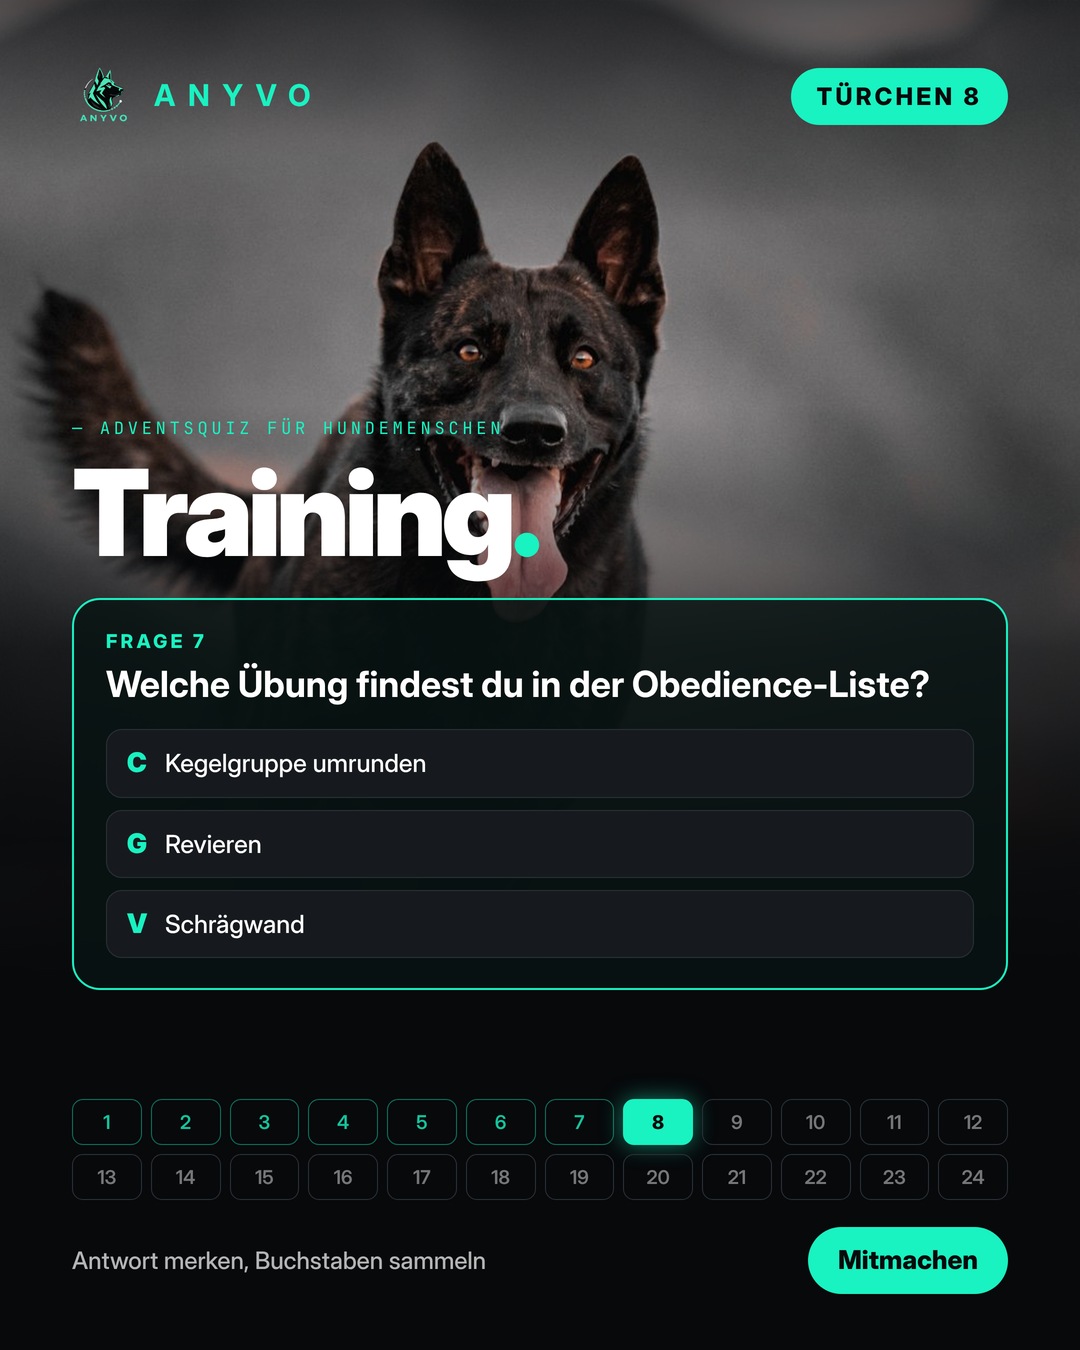 ANYVO
ANYVO
TÜRCHEN 8
– ADVENTSQUIZ FÜR HUNDEMENSCHEN
Training.
FRAGE 7
Welche Übung findest du in der Obedience-Liste?
C Kegelgruppe umrunden
G Revieren
V Schrägwand
1 2 3 4 5 6 7 8 9 10 11 12
13 14 15 16 17 18 19 20 21 22 23 24
Antwort merken, Buchstaben sammeln
Mitmachen